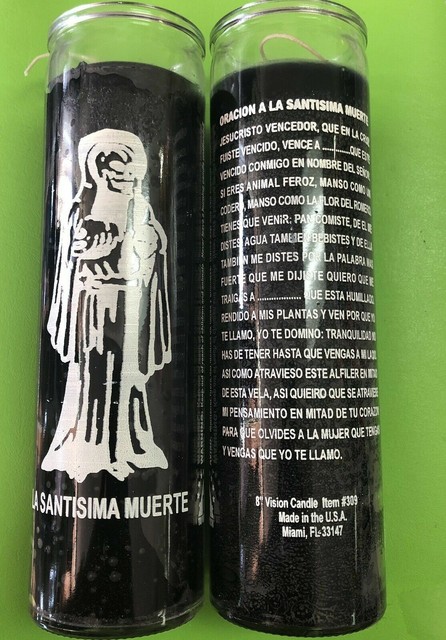 LA SANTISIMA MUERTE
ORACION A LA SANTISIMA MUERTE
JESUCRISTO VENCEDOR, QUE EN LA CRUZ
FUISTE VENCIDO, VENCE A ............QUE ESTE
VENCIDO CONMIGO EN NOMBRE DEL SEÑOR
SI ERES ANIMAL FEROZ, MANSO COMO UN
CODERO, MANSO COMO LA FLOR DEL ROMERO
TIENES QUE VENIR: PAN COMISTE, DE EL ME
DISTES AGUA TAMBIEN BEBISTES Y DE ELLA
TAMBIEN ME DISTES POR LA PALABRA MAS
FUERTE QUE ME DIJISTE QUIERO QUE ME
TRAIGAS A .................. QUE ESTA HUMILLADO
RENDIDO A MIS PLANTAS Y VEN POR QUE YO
TE LLAMO, YO TE DOMINO: TRANQUILIDAD NO
HAS DE TENER HASTA QUE VENGAS A MI LADO
ASI COMO ATRAVIESO ESTE ALFILER EN MITAD
DE ESTA VELA, ASI QUIEIRO QUE SE ATRAVIESE
MI PENSAMIENTO EN MITAD DE TU CORAZON
PARA QUE OLVIDES A LA MUJER QUE TENGAS
Y VENGAS QUE YO TE LLAMO.
8" Vision Candle Item #309
Made in the U.S.A.
Miami, FL-33147